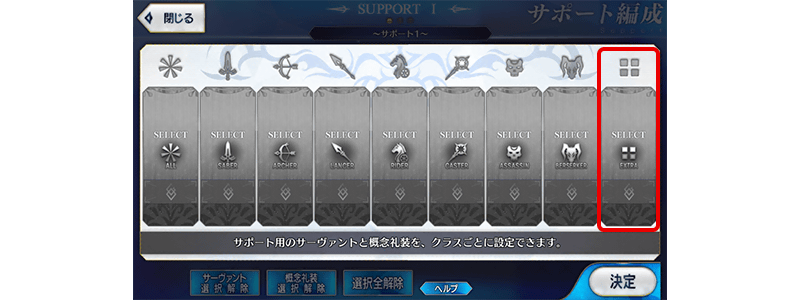 閉じる
SUPPORT 1
～サポート1～
サポート編成
SELECT ALL
SELECT SABER
SELECT ARCHER
SELECT LANCER
SELECT RIDER
SELECT CASTER
SELECT ASSASSIN
SELECT BERSERKER
SELECT EXTRA
サポート用のサーヴァントと概念礼装を、クラスごとに設定できます。
サーヴァント
選択解除
概念礼装
選択解除
選択全解除
ヘルプ
決定